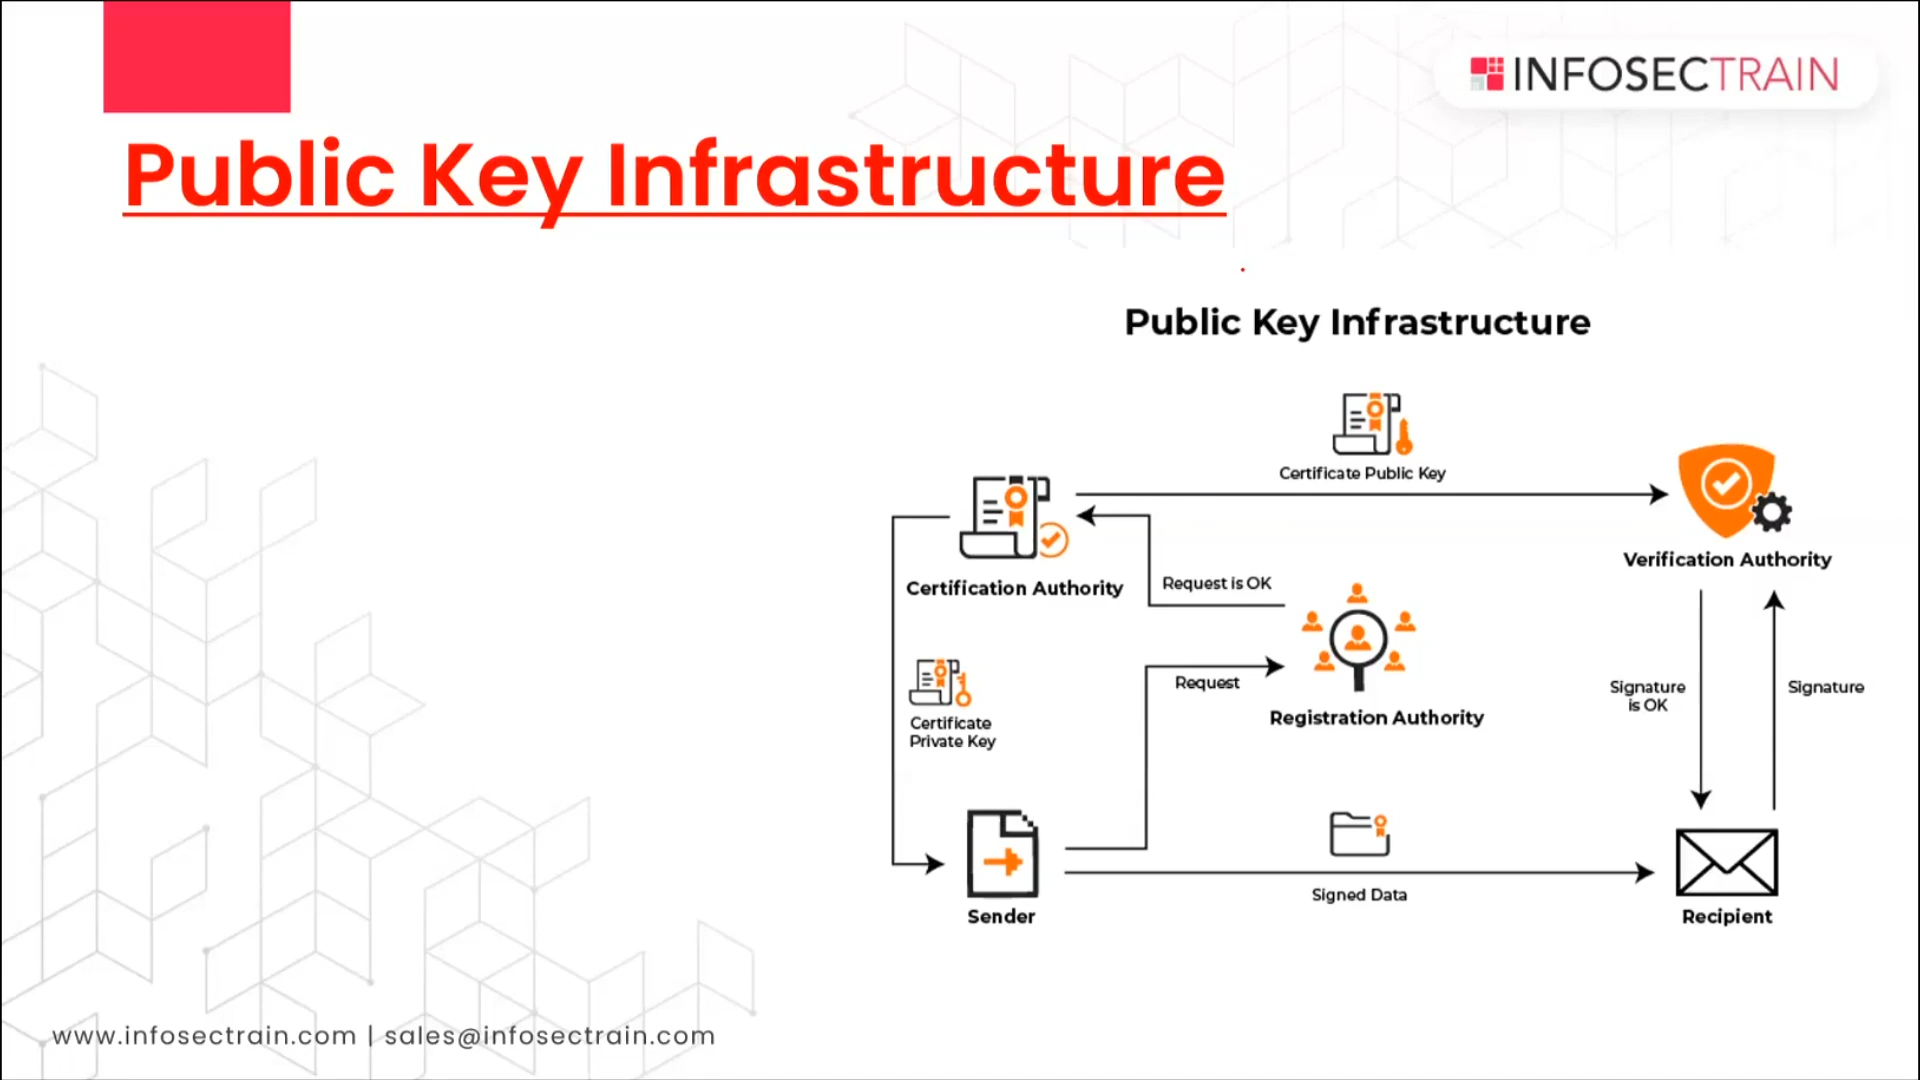 INFOSECTRAIN
Public Key Infrastructure
Public Key Infrastructure
Certificate Public Key
Certification Authority
Verification Authority
Request is OK
Request
Registration Authority
Certificate
Private Key
Signature
is OK
Signature
Signed Data
Sender
Recipient
www.infosectrain.com | sales@infosectrain.com